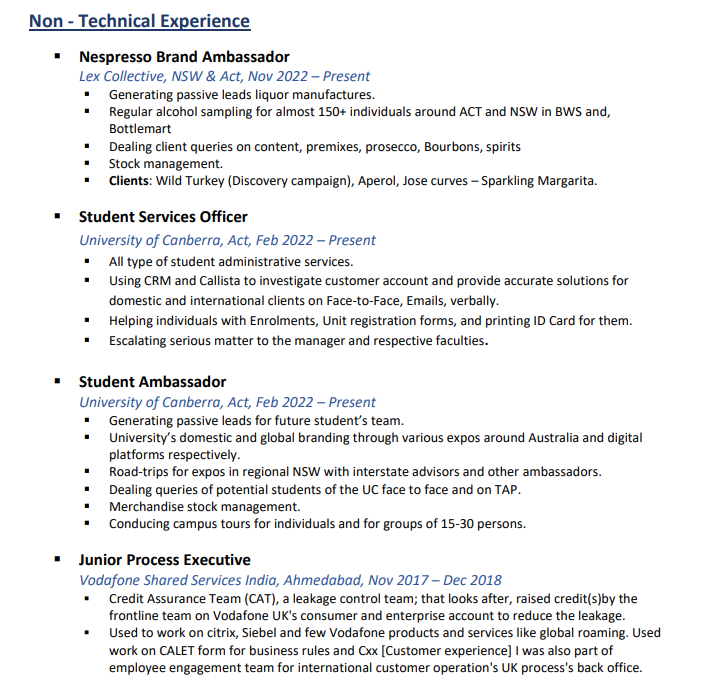 Non - Technical Experience
▪ Nespresso Brand Ambassador
Lex Collective, NSW & Act, Nov 2022 – Present
▪ Generating passive leads liquor manufactures.
▪ Regular alcohol sampling for almost 150+ individuals around ACT and NSW in BWS and,
Bottlemart
▪ Dealing client queries on content, premixes, prosecco, Bourbons, spirits
▪ Stock management.
▪ Clients: Wild Turkey (Discovery campaign), Aperol, Jose curves – Sparkling Margarita.
▪ Student Services Officer
University of Canberra, Act, Feb 2022 – Present
▪ All type of student administrative services.
▪ Using CRM and Callista to investigate customer account and provide accurate solutions for
domestic and international clients on Face-to-Face, Emails, verbally.
▪ Helping individuals with Enrolments, Unit registration forms, and printing ID Card for them.
▪ Escalating serious matter to the manager and respective faculties.
▪ Student Ambassador
University of Canberra, Act, Feb 2022 – Present
▪ Generating passive leads for future student’s team.
▪ University’s domestic and global branding through various expos around Australia and digital
platforms respectively.
▪ Road-trips for expos in regional NSW with interstate advisors and other ambassadors.
▪ Dealing queries of potential students of the UC face to face and on TAP.
▪ Merchandise stock management.
▪ Conducing campus tours for individuals and for groups of 15-30 persons.
▪ Junior Process Executive
Vodafone Shared Services India, Ahmedabad, Nov 2017 – Dec 2018
▪ Credit Assurance Team (CAT), a leakage control team; that looks after, raised credit(s)by the
frontline team on Vodafone UK's consumer and enterprise account to reduce the leakage.
▪ Used to work on citrix, Siebel and few Vodafone products and services like global roaming. Used
work on CALET form for business rules and Cxx [Customer experience] I was also part of
employee engagement team for international customer operation's UK process's back office.